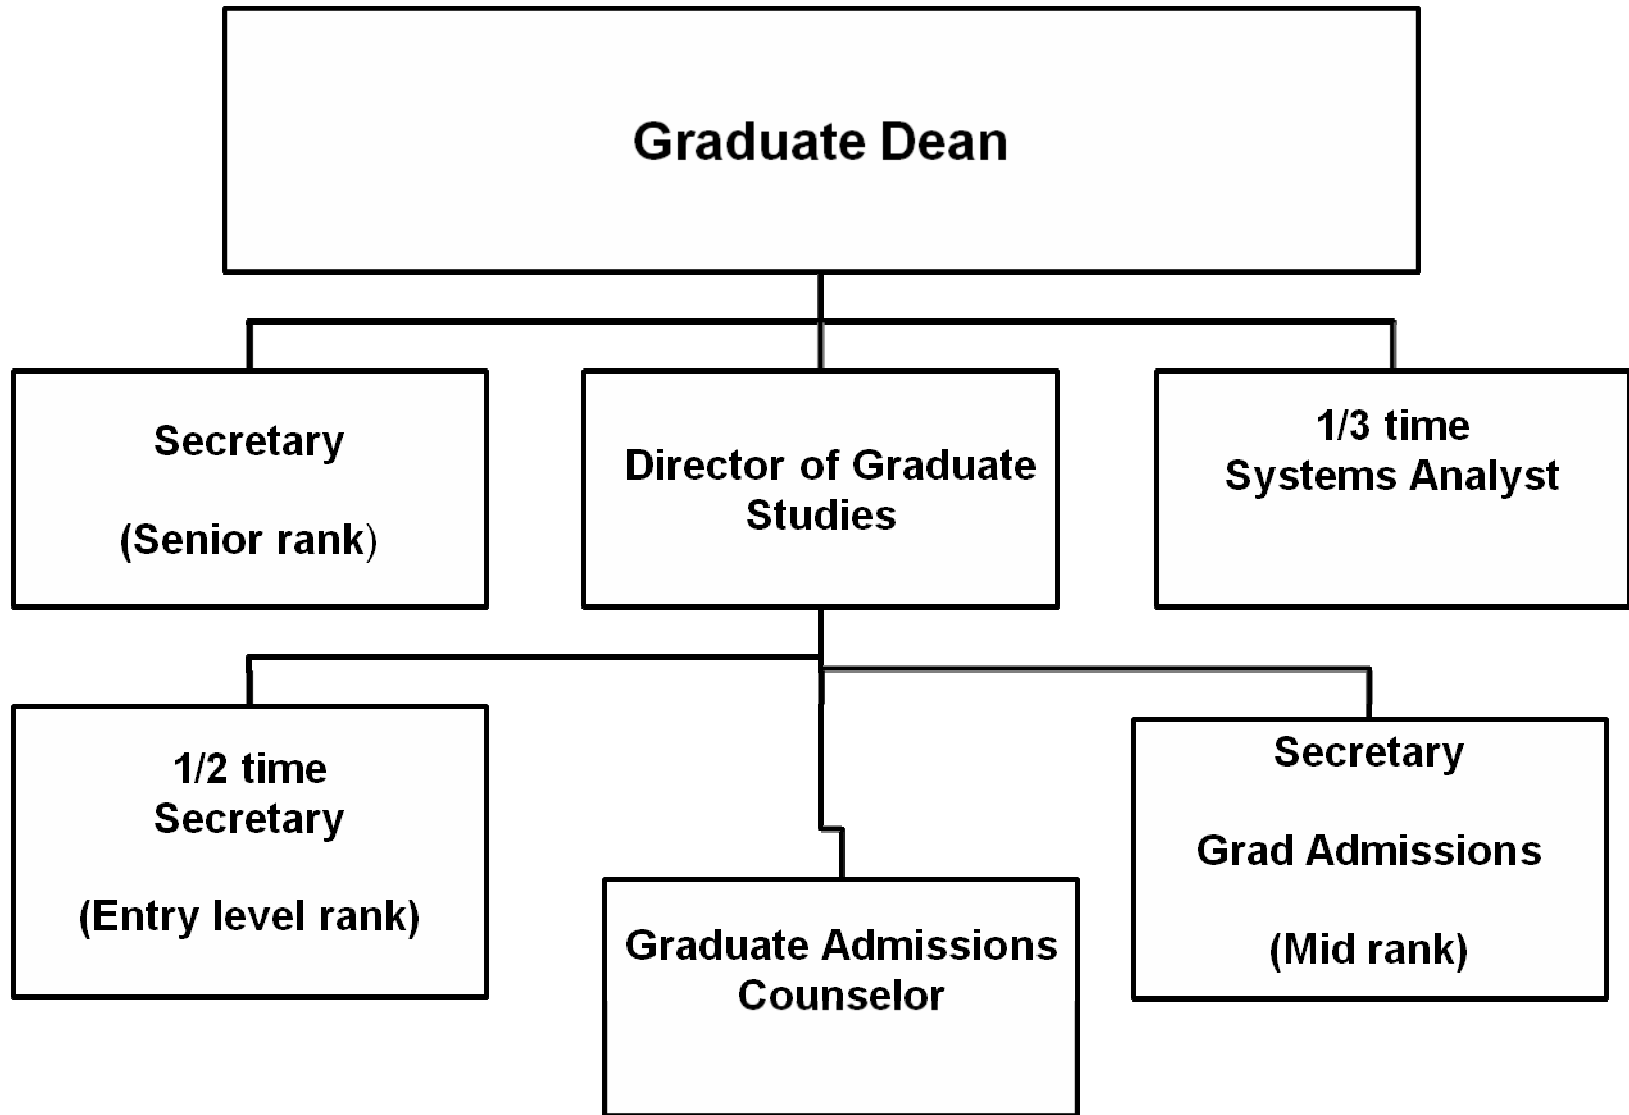 Graduate Dean
Secretary
(Senior rank)
Director of Graduate
Studies
1/3 time
Systems Analyst
1/2 time
Secretary
(Entry level rank)
Graduate Admissions
Counselor
Secretary
Grad Admissions
(Mid rank)